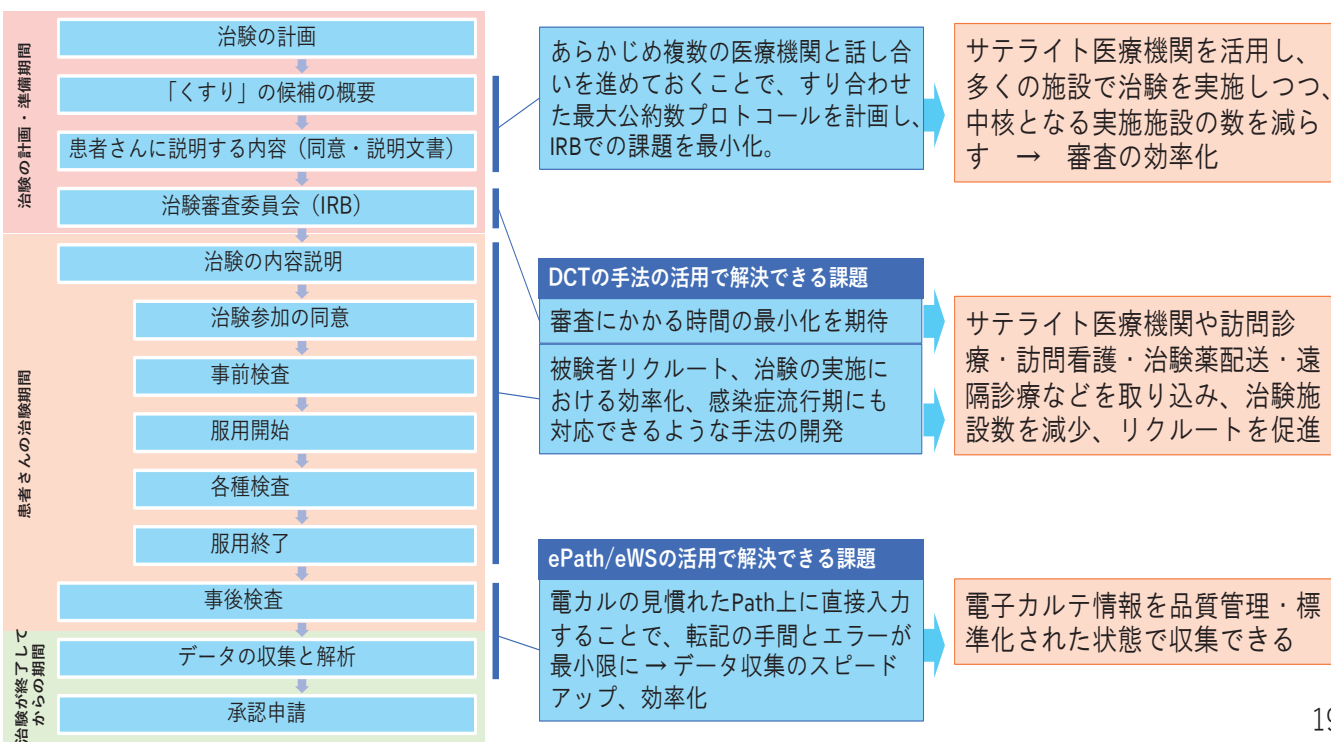 治験の計画・準備期間
治験の計画
「くすり」の候補の概要
患者さんに説明する内容（同意・説明文書）
治験審査委員会（IRB）
患者さんの治験期間
治験の内容説明
治験参加の同意
事前検査
服用開始
各種検査
服用終了
事後検査
治験が終了して
からの期間
データの収集と解析
承認申請
あらかじめ複数の医療機関と話し合
いを進めておくことで、すり合わせ
た最大公約数プロトコールを計画し、
IRBでの課題を最小化。
サテライト医療機関を活用し、
多くの施設で治験を実施しつつ、
中核となる実施施設の数を減ら
す　→　審査の効率化
DCTの手法の活用で解決できる課題
審査にかかる時間の最小化を期待
被験者リクルート、治験の実施に
おける効率化、感染症流行期にも
対応できるような手法の開発
サテライト医療機関や訪問診
療・訪問看護・治験薬配送・遠
隔診療などを取り込み、治験施
設数を減少、リクルートを促進
ePath/eWSの活用で解決できる課題
電カルの見慣れたPath上に直接入力
することで、転記の手間とエラーが
最小限に → データ収集のスピード
アップ、効率化
電子カルテ情報を品質管理・標
準化された状態で収集できる
19